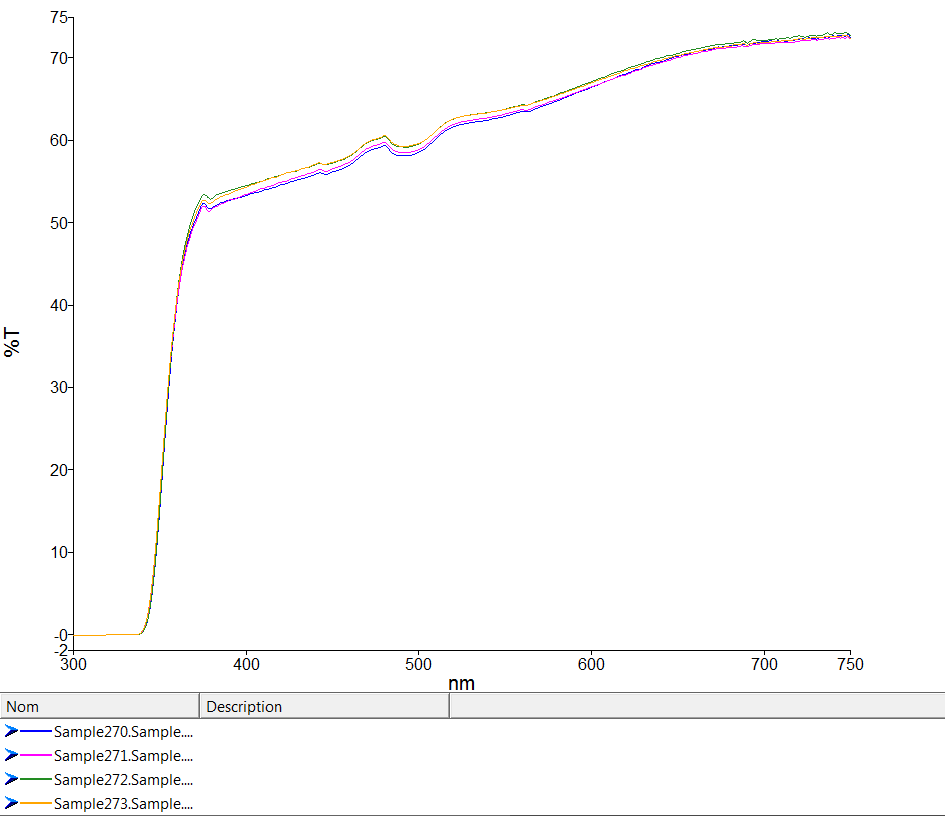 75
70
60
50
40
30
20
10
-0
-2
%T
300 400 500 600 700 750
nm
Nom Description
Sample270.Sample....
Sample271.Sample....
Sample272.Sample....
Sample273.Sample....